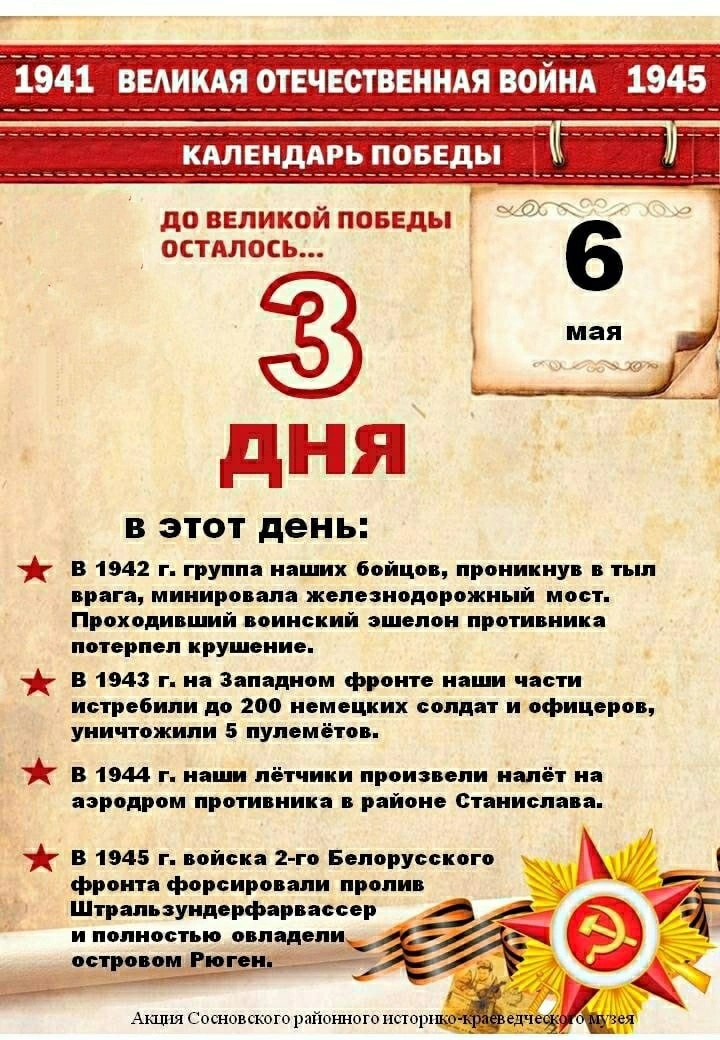 1941 ВЕЛИКАЯ ОТЕЧЕСТВЕННАЯ ВОЙНА 1945
КАЛЕНДАРЬ ПОБЕДЫ
ДО ВЕЛИКОЙ ПОБЕДЫ
ОСТАЛОСЬ...
3
ДНЯ
6
мая
в этот день:
В 1942 г. группа наших бойцов, проникнув в тыл
врага, минировала железнодорожный мост.
Проходивший воинский эшелон противника
потерпел крушение.
В 1943 г. на Западном фронте наши части
истребили до 200 немецких солдат и офицеров,
уничтожили 5 пулемётов.
В 1944 г. наши лётчики произвели налёт на
аэродром противника в районе Станислава.
В 1945 г. войска 2-го Белорусского
фронта форсировали пролив
Штральзундерфарвассер
и полностью овладели
островом Рюген.
Акция Сосновского районного историко-краеведческого музея